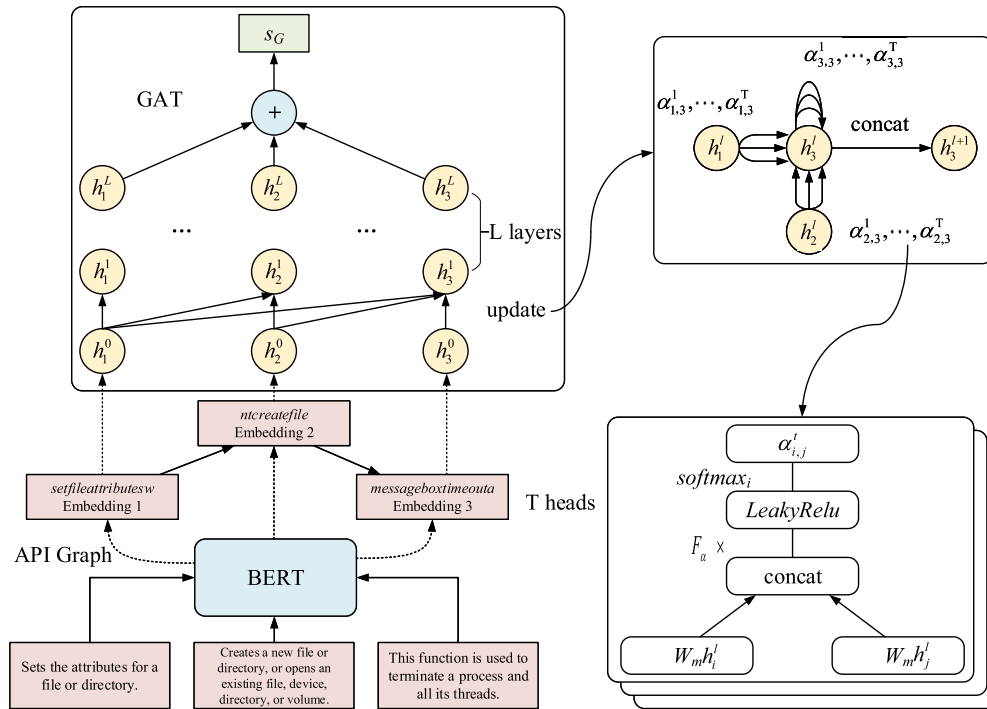 s_G
GAT
+
h_1^L
h_2^L
h_3^L
...
...
L layers
h_1^1
h_2^1
h_3^1
update
h_1^0
h_2^0
h_3^0
α_{3,3}^1, ⋯, α_{3,3}^T
α_{1,3}^1, ⋯, α_{1,3}^T
concat
h_1^l
h_3^l
h_3^{l+1}
h_2^l
α_{2,3}^1, ⋯, α_{2,3}^T
ntcreatefile
Embedding 2
setfileattributesw
Embedding 1
messageboxtimeouta
Embedding 3
API Graph
BERT
Sets the attributes for a
file or directory.
Creates a new file or
directory, or opens an
existing file, device,
directory, or volume.
This function is used to
terminate a process and
all its threads.
T heads
α_{i,j}^t
softmax_i
LeakyRelu
F_α ×
concat
W_m h_i^l
W_m h_j^l